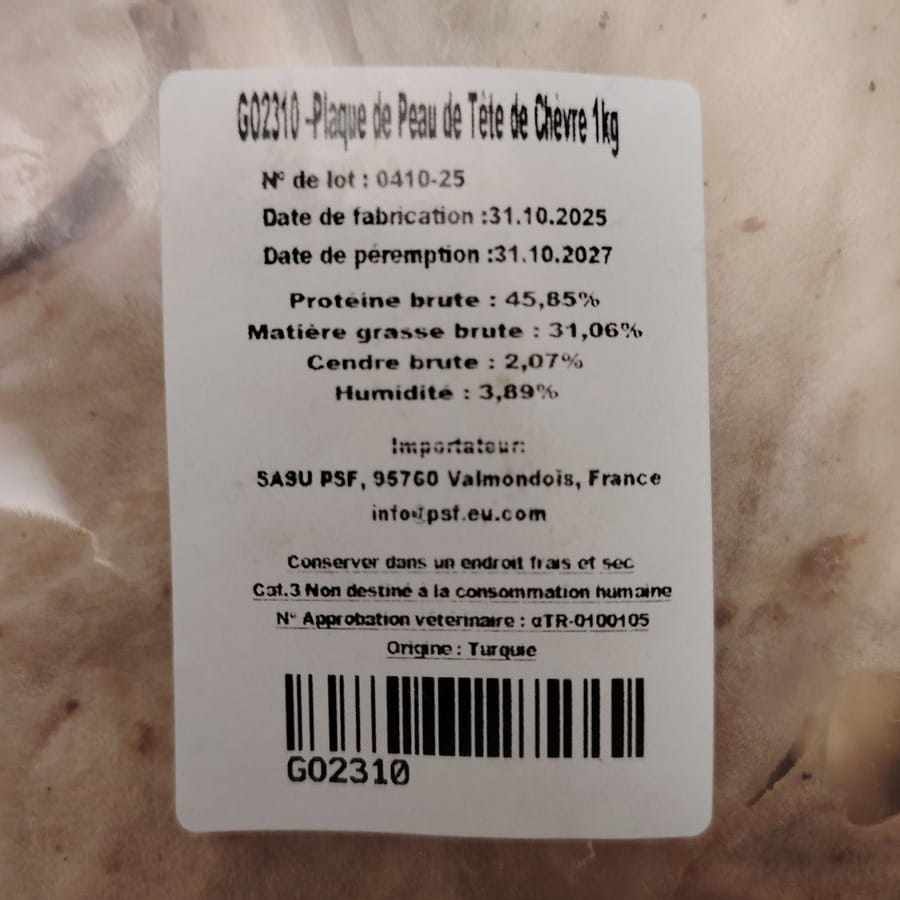 GO2310 -Plaque de Peau de Tête de Chèvre 1kg
N° de lot : 0410-25
Date de fabrication :31.10.2025
Date de péremption :31.10.2027
Protéine brute : 45,85%
Matière grasse brute : 31,06%
Cendre brute : 2,07%
Humidité : 3,89%
Importateur:
SASU PSF, 95760 Valmondois, France
info@psf.eu.com
Conserver dans un endroit frais et sec
Cat.3 Non destiné à la consommation humaine
N° Approbation vétérinaire : αTR-0100105
Origine : Turquie
GO2310